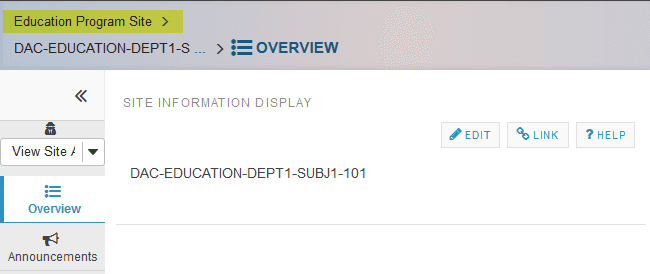 Education Program Site >
DAC-EDUCATION-DEPT1-S ... > OVERVIEW
«
SITE INFORMATION DISPLAY
EDIT LINK ? HELP
View Site A
DAC-EDUCATION-DEPT1-SUBJ1-101
Overview
Announcements